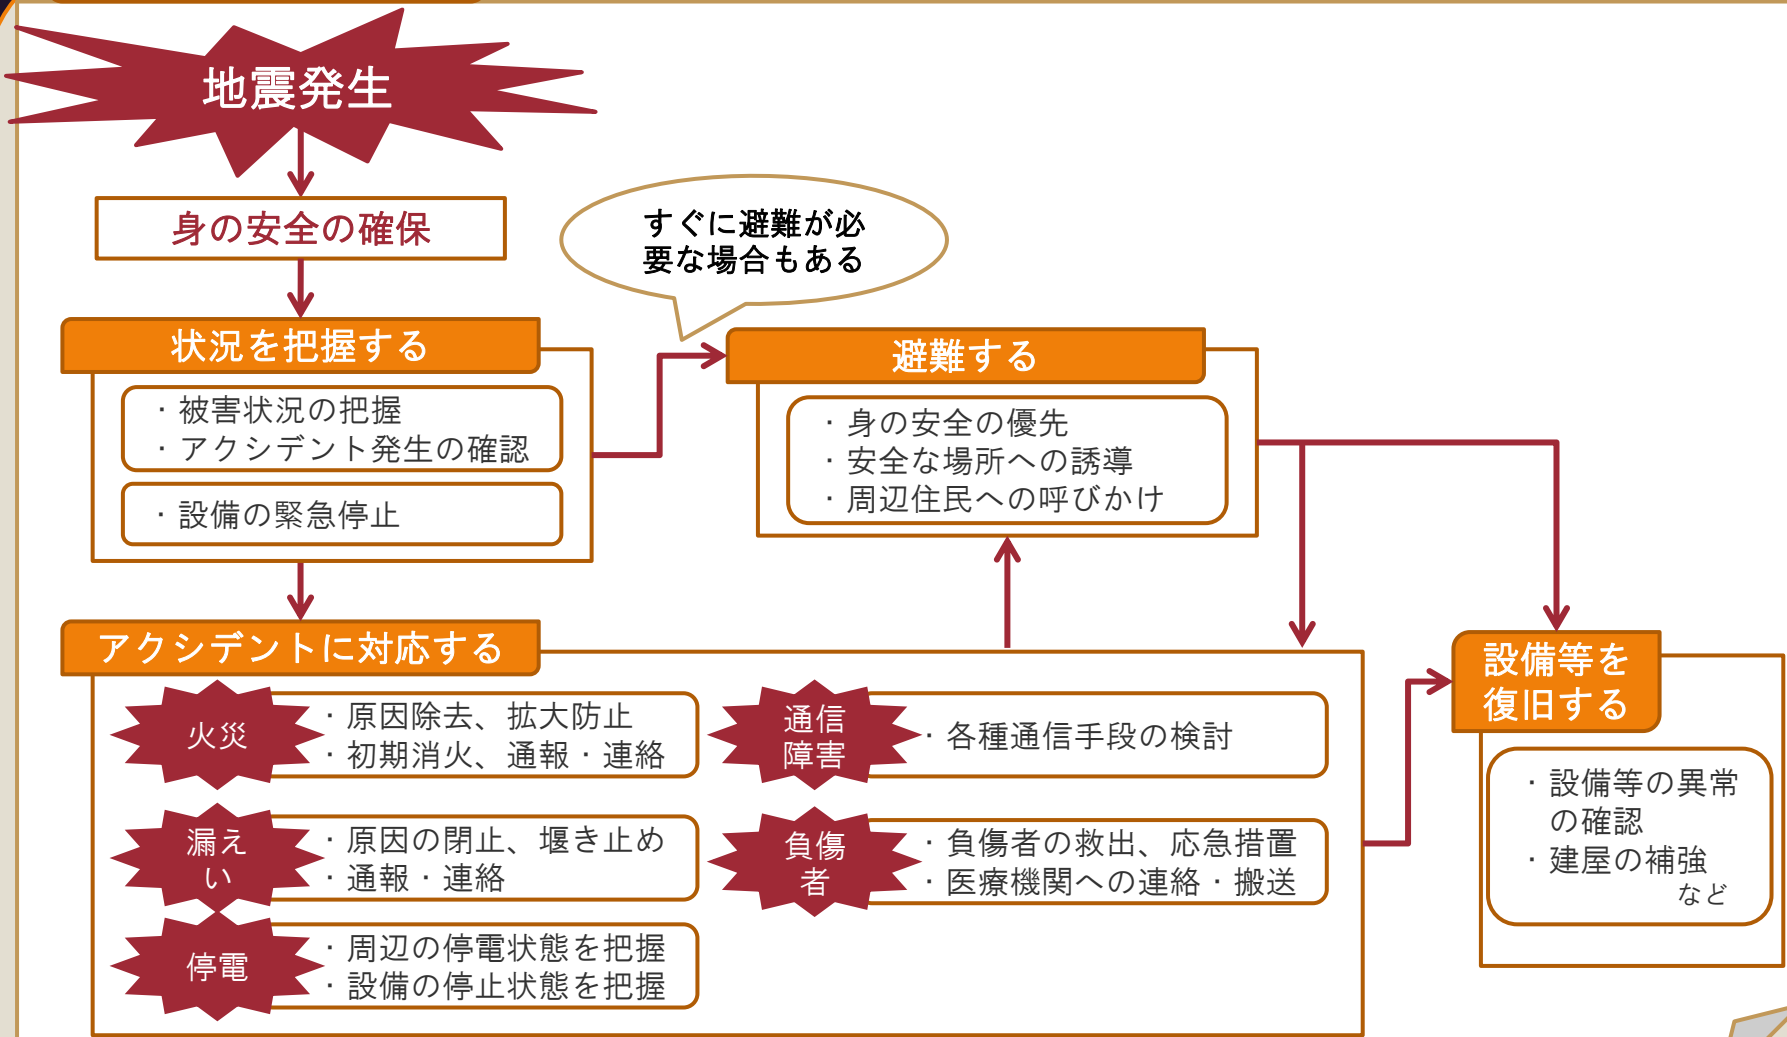 地震発生
身の安全の確保
すぐに避難が必
要な場合もある
状況を把握する
・被害状況の把握
・アクシデント発生の確認
・設備の緊急停止
避難する
・身の安全の優先
・安全な場所への誘導
・周辺住民への呼びかけ
アクシデントに対応する
火災
・原因除去、拡大防止
・初期消火、通報・連絡
漏え
い
・原因の閉止、堰き止め
・通報・連絡
停電
・周辺の停電状態を把握
・設備の停止状態を把握
通信
障害
・各種通信手段の検討
負傷
者
・負傷者の救出、応急措置
・医療機関への連絡・搬送
設備等を
復旧する
・設備等の異常
の確認
・建屋の補強
など